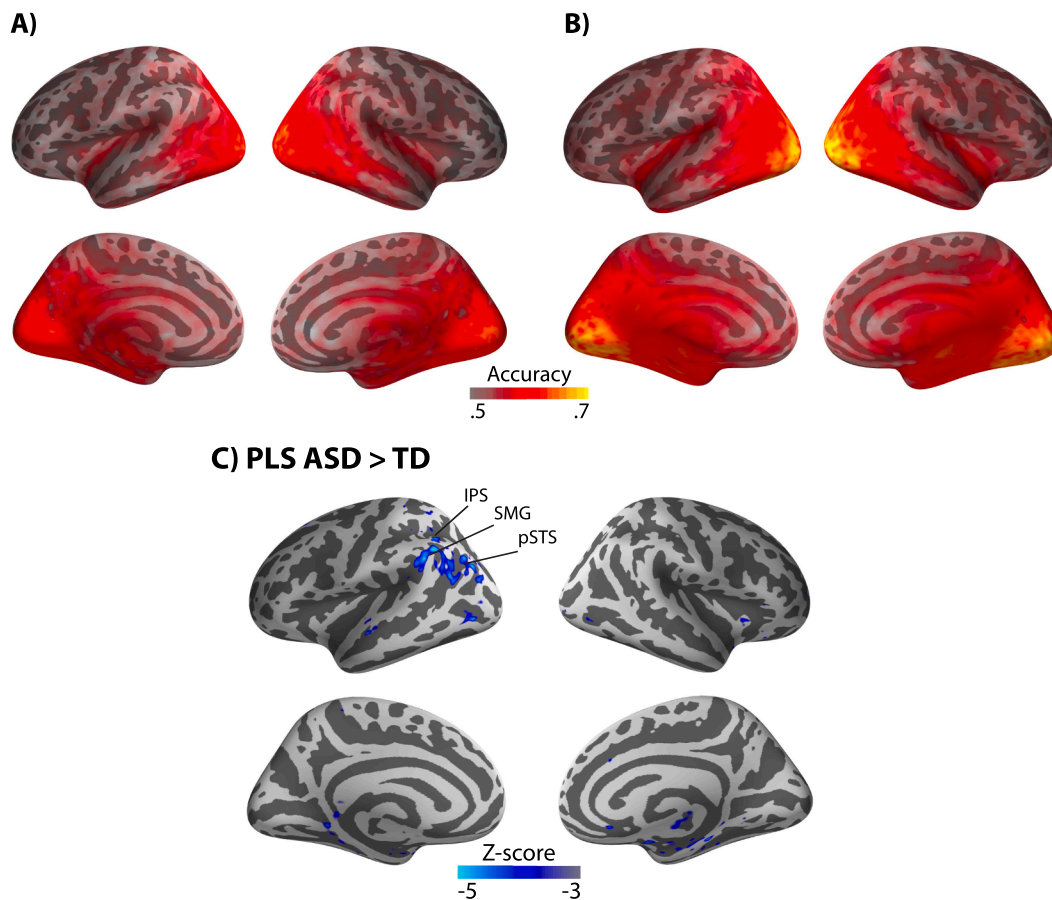 A)
B)
Accuracy
.5
.7
C) PLS ASD > TD
IPS
SMG
pSTS
Z-score
-5
-3